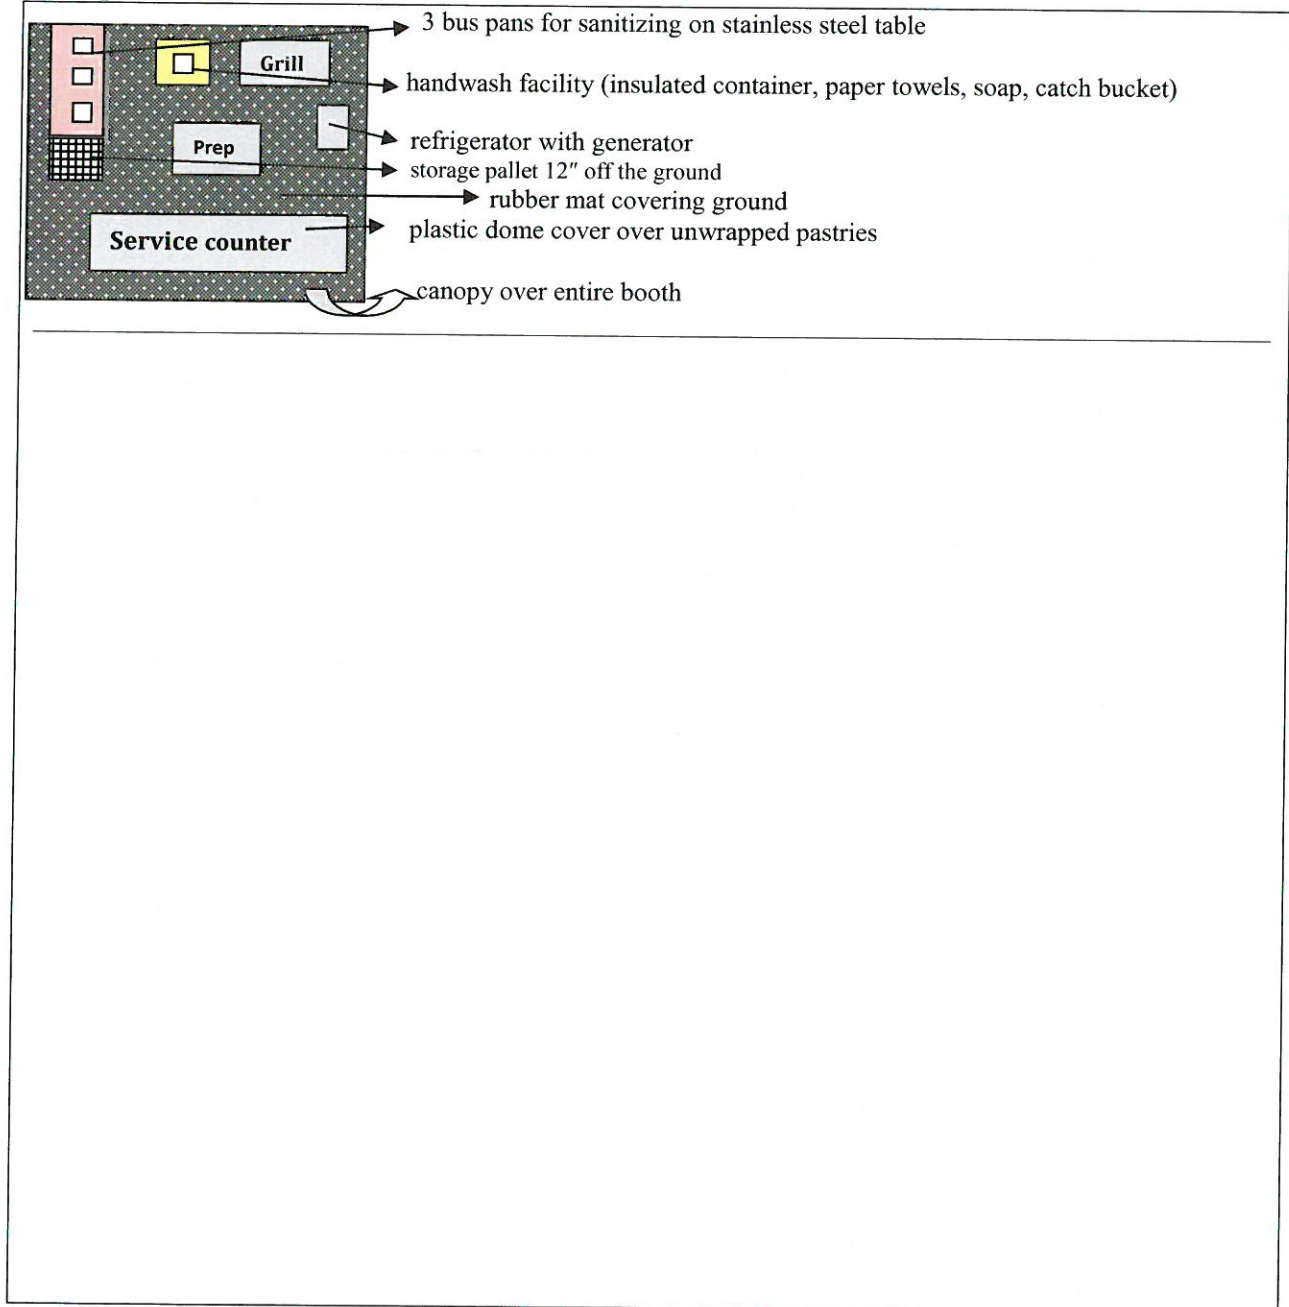 3 bus pans for sanitizing on stainless steel table
Grill
handwash facility (insulated container, paper towels, soap, catch bucket)
refrigerator with generator
Prep
storage pallet 12″ off the ground
rubber mat covering ground
plastic dome cover over unwrapped pastries
Service counter
canopy over entire booth